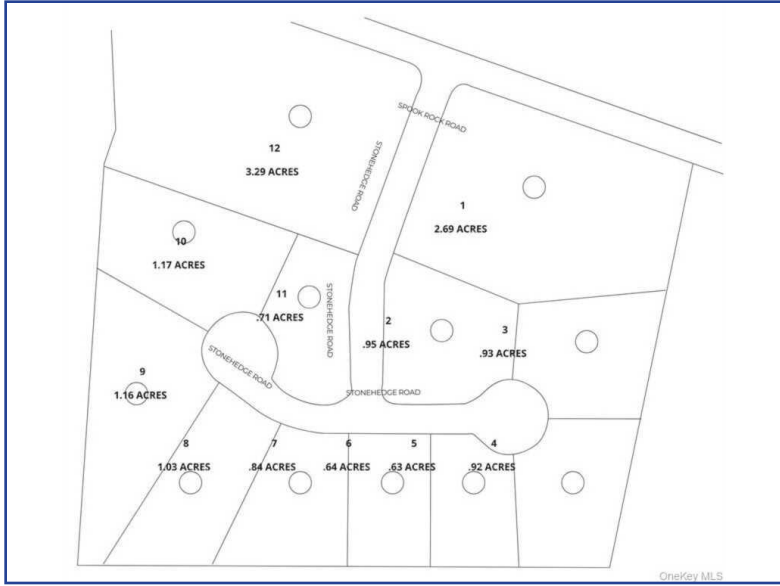 SPOOK ROCK ROAD
12
3.29 ACRES
STONEHEDGE ROAD
1
2.69 ACRES
10
1.17 ACRES
11
.71 ACRES
STONEHEDGE ROAD
2
.95 ACRES
3
.93 ACRES
STONEHEDGE ROAD
9
1.16 ACRES
STONEHEDGE ROAD
8
1.03 ACRES
7
.84 ACRES
6
.64 ACRES
5
.63 ACRES
4
.92 ACRES
OneKey MLS